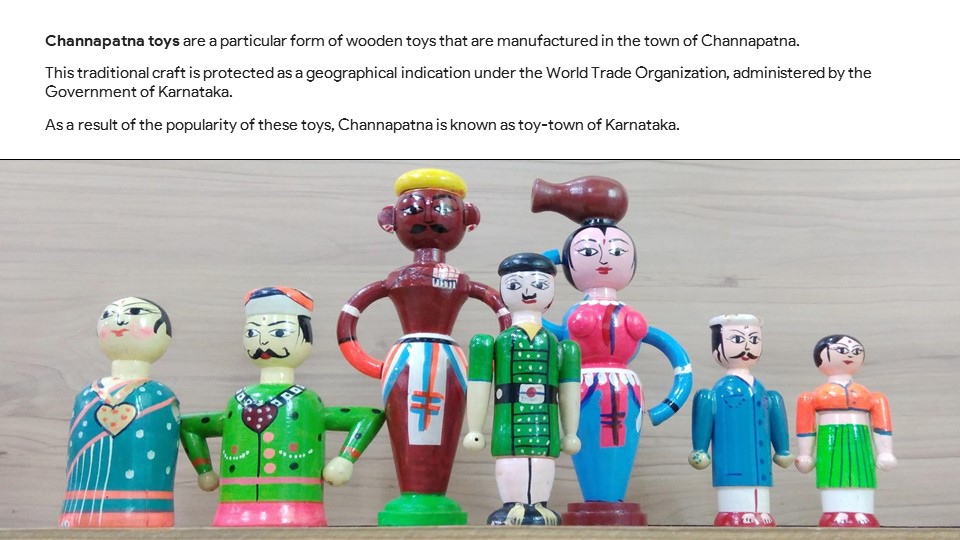 Channapatna toys are a particular form of wooden toys that are manufactured in the town of Channapatna.
This traditional craft is protected as a geographical indication under the World Trade Organization, administered by the
Government of Karnataka.
As a result of the popularity of these toys, Channapatna is known as toy-town of Karnataka.